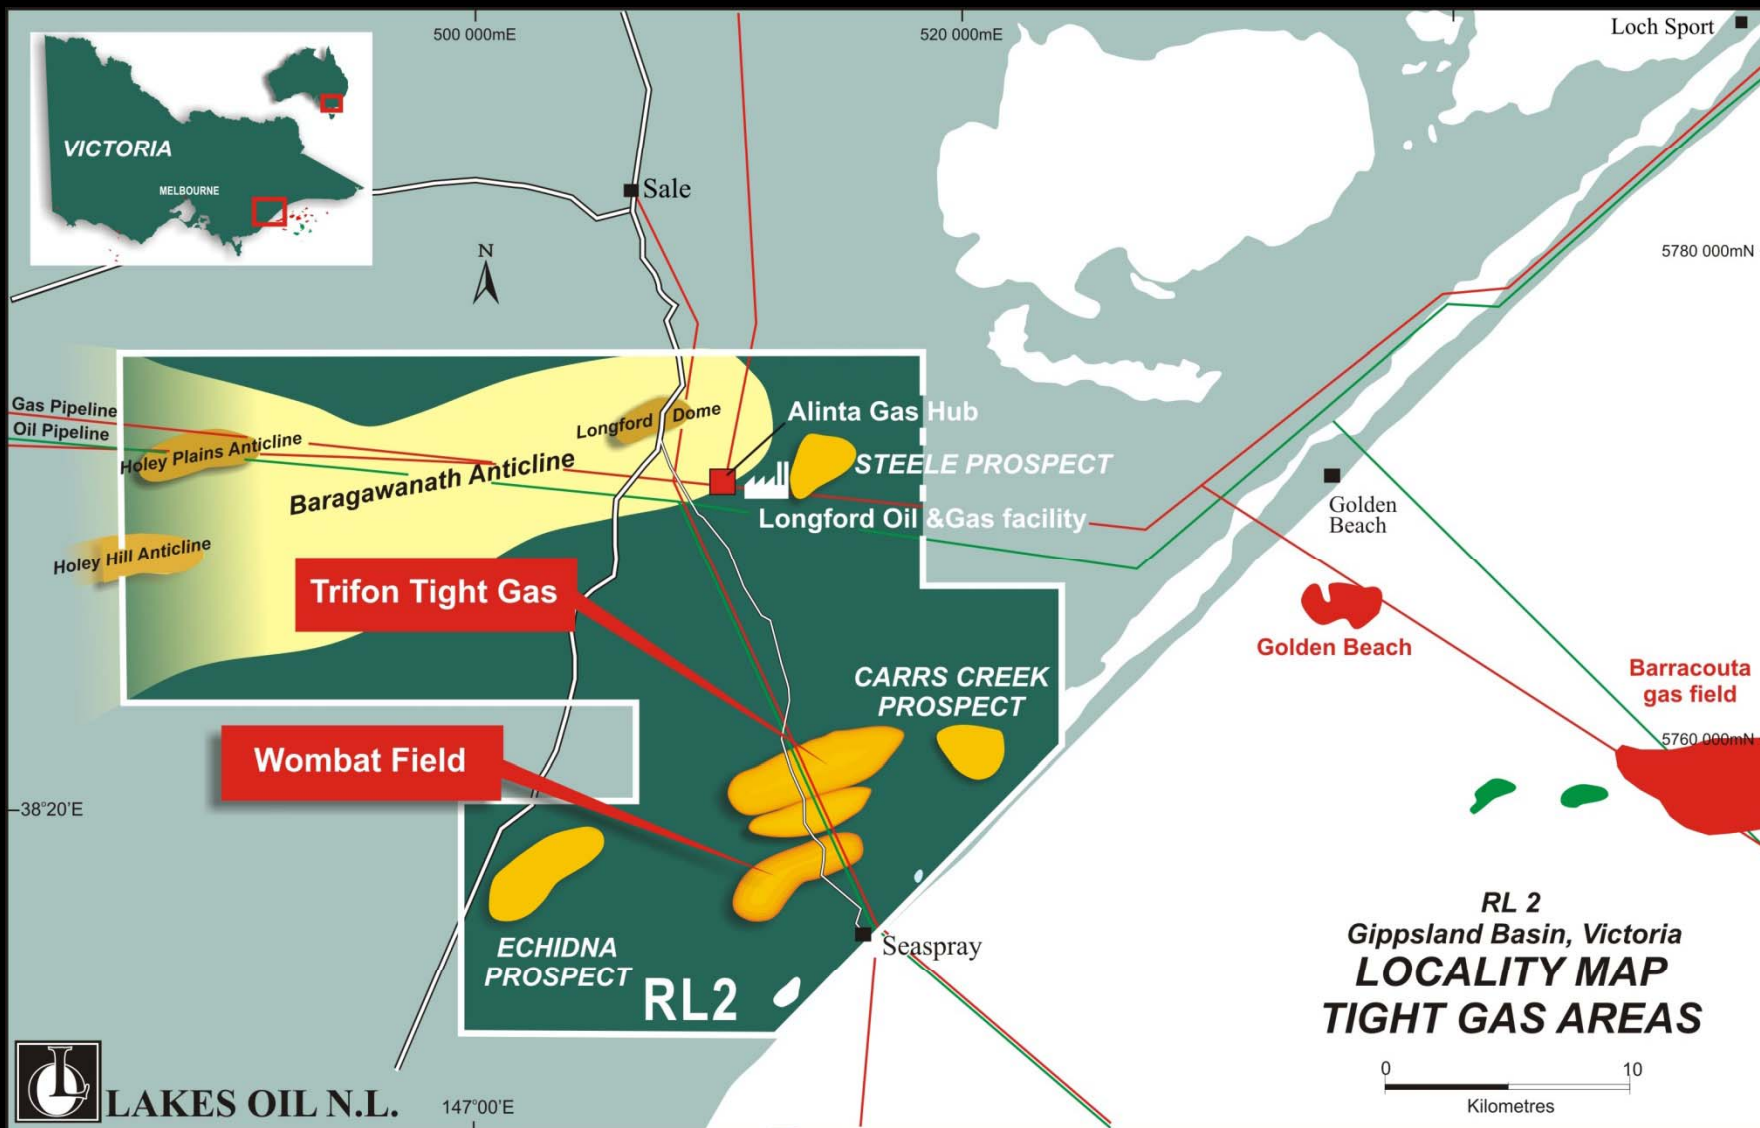 500 000mE
520 000mE
Loch Sport
VICTORIA
MELBOURNE
Sale
N
5780 000mN
Gas Pipeline
Oil Pipeline
Holey Plains Anticline
Longford Dome
Baragawanath Anticline
Alinta Gas Hub
STEELE PROSPECT
Longford Oil &Gas facility
Golden
Beach
Holey Hill Anticline
Trifon Tight Gas
Golden Beach
CARRS CREEK
PROSPECT
Barracouta
gas field
5760 000mN
Wombat Field
38°20'E
ECHIDNA
PROSPECT
Seaspray
RL2
RL 2
Gippsland Basin, Victoria
LOCALITY MAP
TIGHT GAS AREAS
0 10
Kilometres
L
LAKES OIL N.L.
147°00'E